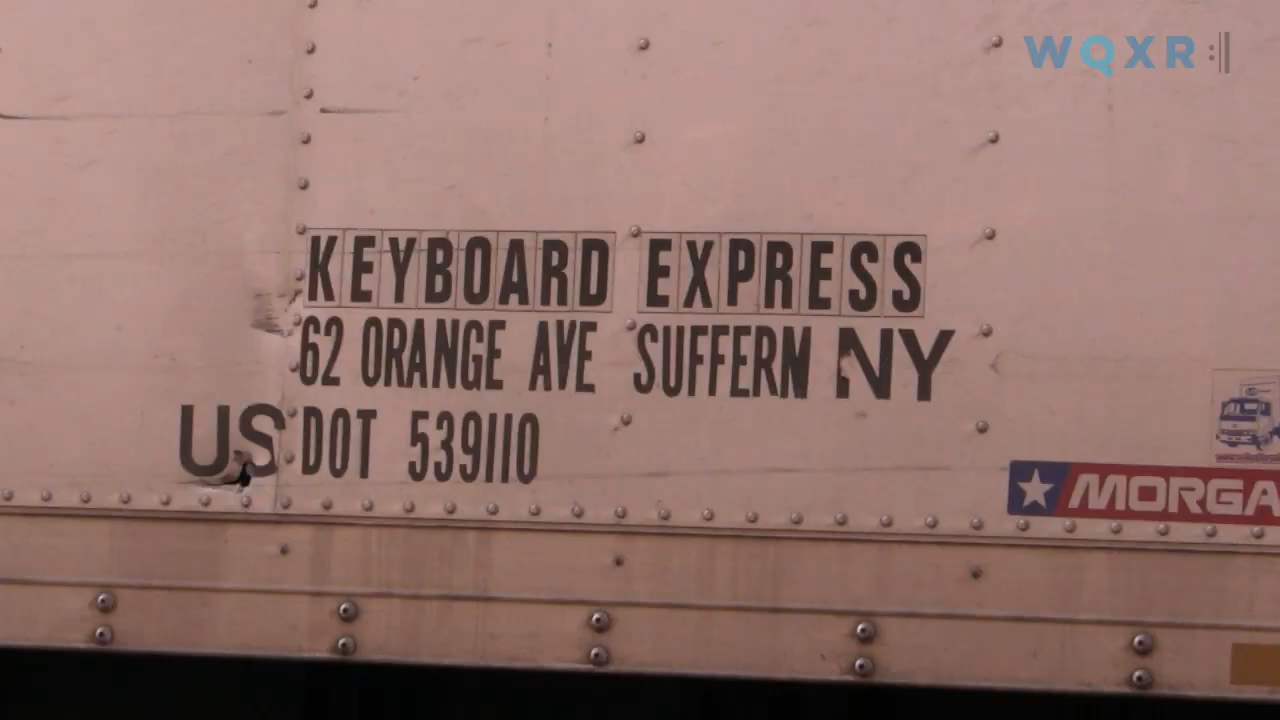 WQXR
KEYBOARD EXPRESS
62 ORANGE AVE SUFFERN NY
US DOT 539110
MORGA